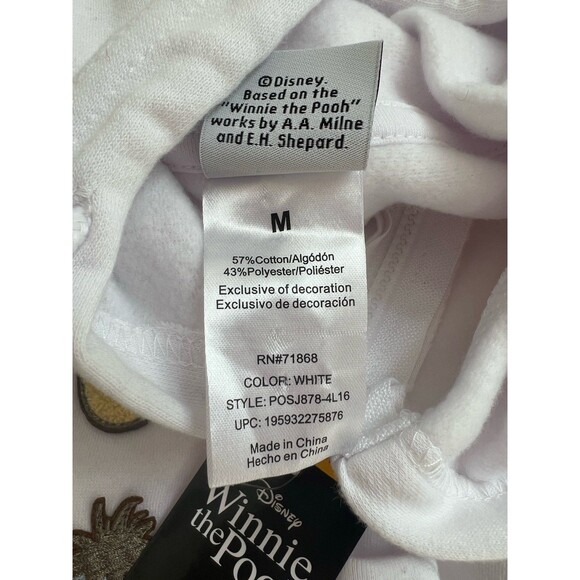 ©Disney.
Based on the
"Winnie the Pooh"
works by A.A. Milne
and E.H. Shepard.
M
57%Cotton/Algódón
43%Polyester/Poliéster
Exclusive of decoration
Exclusivo de decoración
RN#71868
COLOR: WHITE
STYLE: POSJ878-4L16
UPC: 195932275876
Made in China
Hecho en China
Disney
Winnie
the Pooh